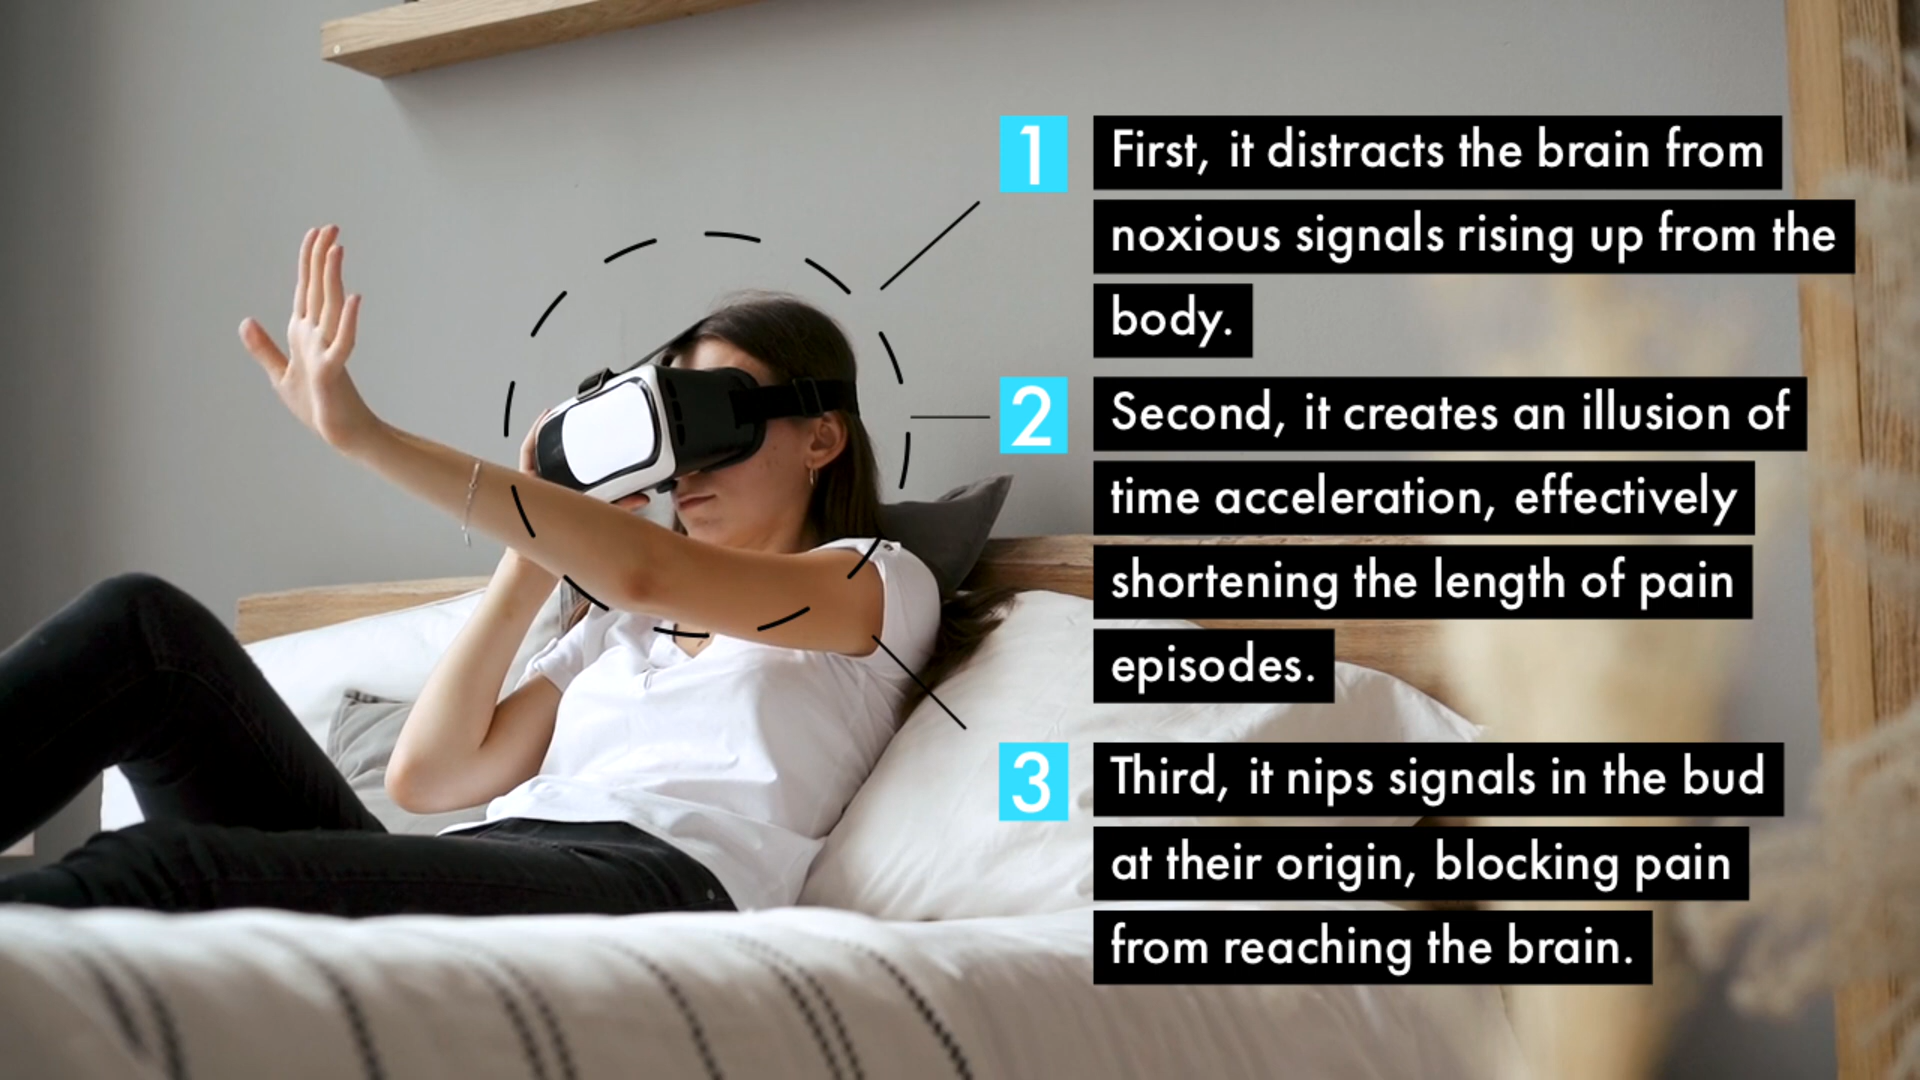 1
First, it distracts the brain from
noxious signals rising up from the
body.
2
Second, it creates an illusion of
time acceleration, effectively
shortening the length of pain
episodes.
3
Third, it nips signals in the bud
at their origin, blocking pain
from reaching the brain.